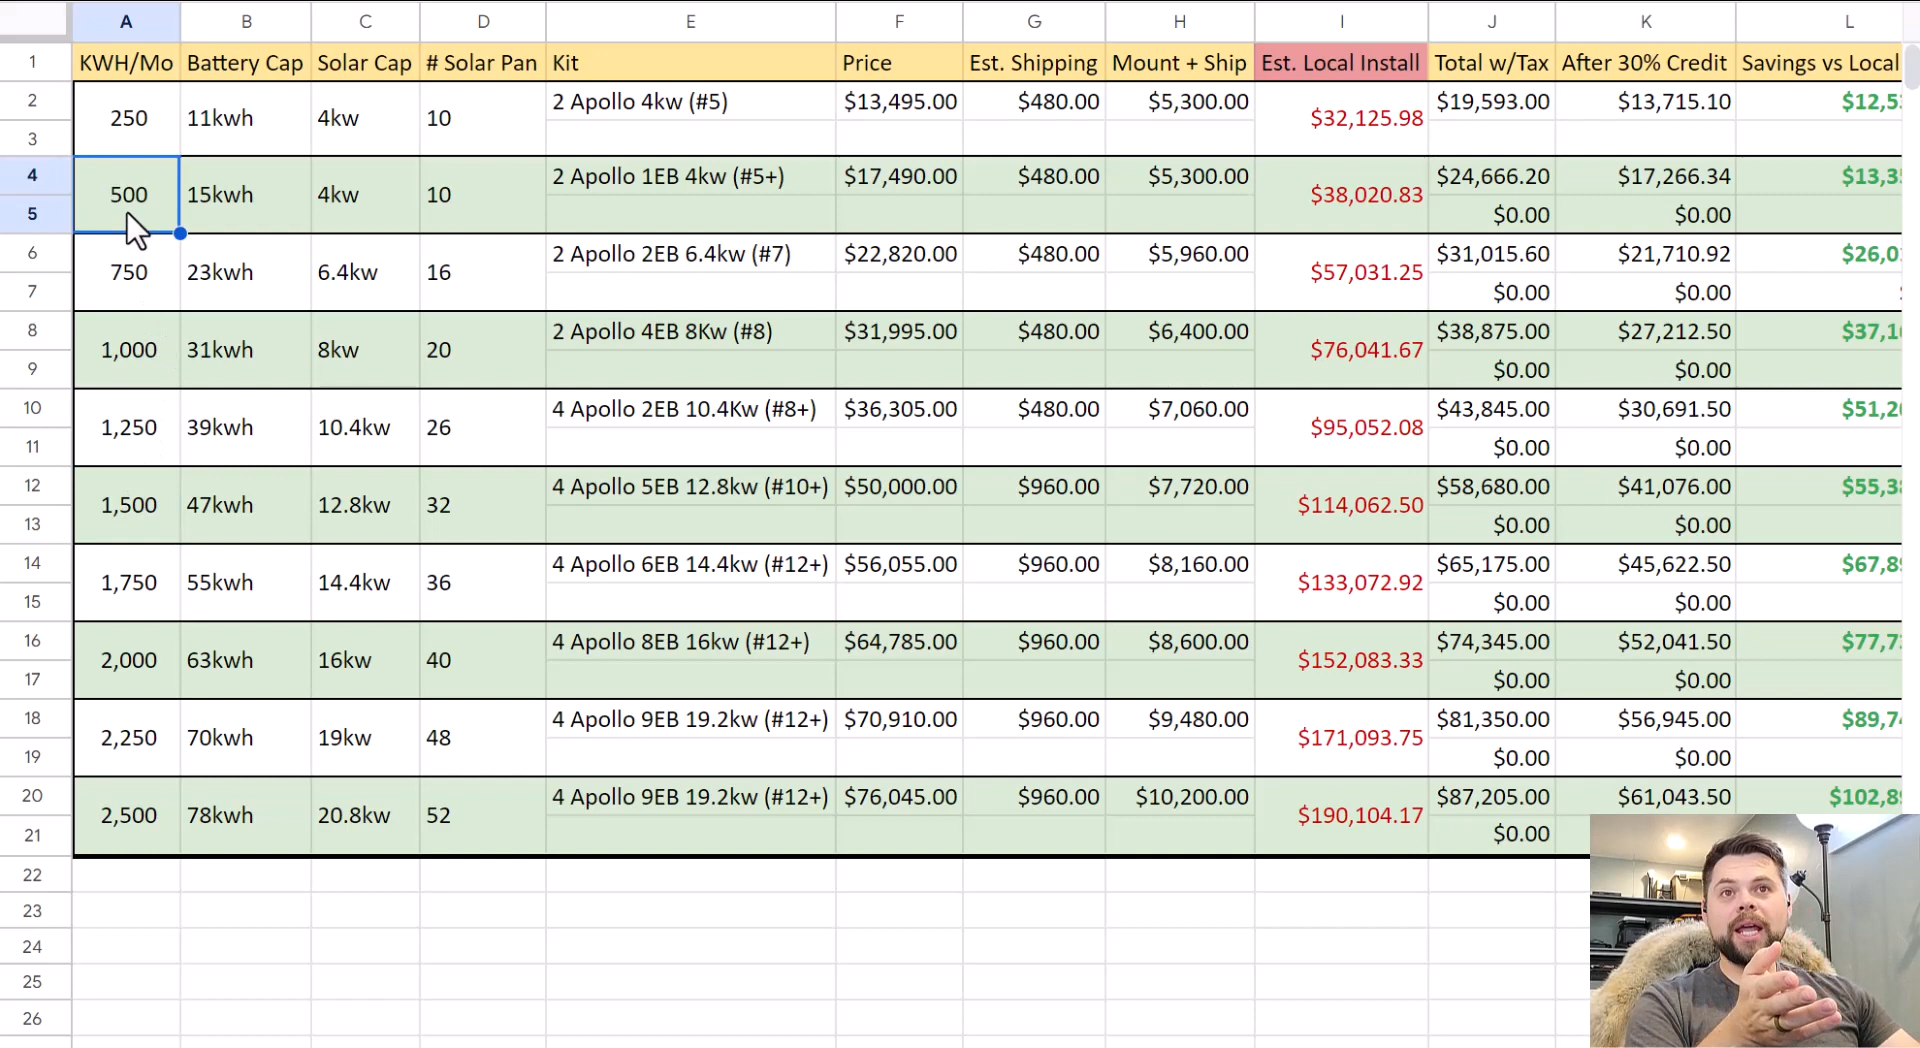 A B C D E F G H I J K L
1 KWH/Mo Battery Cap Solar Cap # Solar Pan Kit Price Est. Shipping Mount + Ship Est. Local Install Total w/Tax After 30% Credit Savings vs Local
2 2 Apollo 4kw (#5) $13,495.00 $480.00 $5,300.00 $19,593.00 $13,715.10
250 11kwh 4kw 10 $32,125.98
3
4 2 Apollo 1EB 4kw (#5+) $17,490.00 $480.00 $5,300.00 $24,666.20 $17,266.34
500 15kwh 4kw 10 $38,020.83
5 $0.00 $0.00
6 2 Apollo 2EB 6.4kw (#7) $22,820.00 $480.00 $5,960.00 $31,015.60 $21,710.92
750 23kwh 6.4kw 16 $57,031.25
7 $0.00 $0.00
8 2 Apollo 4EB 8Kw (#8) $31,995.00 $480.00 $6,400.00 $38,875.00 $27,212.50
1,000 31kwh 8kw 20 $76,041.67
9 $0.00 $0.00
10 4 Apollo 2EB 10.4Kw (#8+) $36,305.00 $480.00 $7,060.00 $43,845.00 $30,691.50
1,250 39kwh 10.4kw 26 $95,052.08
11 $0.00 $0.00
12 4 Apollo 5EB 12.8kw (#10+) $50,000.00 $960.00 $7,720.00 $58,680.00 $41,076.00
1,500 47kwh 12.8kw 32 $114,062.50
13 $0.00 $0.00
14 4 Apollo 6EB 14.4kw (#12+) $56,055.00 $960.00 $8,160.00 $65,175.00 $45,622.50
1,750 55kwh 14.4kw 36 $133,072.92
15 $0.00 $0.00
16 4 Apollo 8EB 16kw (#12+) $64,785.00 $960.00 $8,600.00 $74,345.00 $52,041.50
2,000 63kwh 16kw 40 $152,083.33
17 $0.00 $0.00
18 4 Apollo 9EB 19.2kw (#12+) $70,910.00 $960.00 $9,480.00 $81,350.00 $56,945.00
2,250 70kwh 19kw 48 $171,093.75
19 $0.00 $0.00
20 4 Apollo 9EB 19.2kw (#12+) $76,045.00 $960.00 $10,200.00 $87,205.00 $61,043.50
2,500 78kwh 20.8kw 52 $190,104.17
21 $0.00
22
23
24
25
26